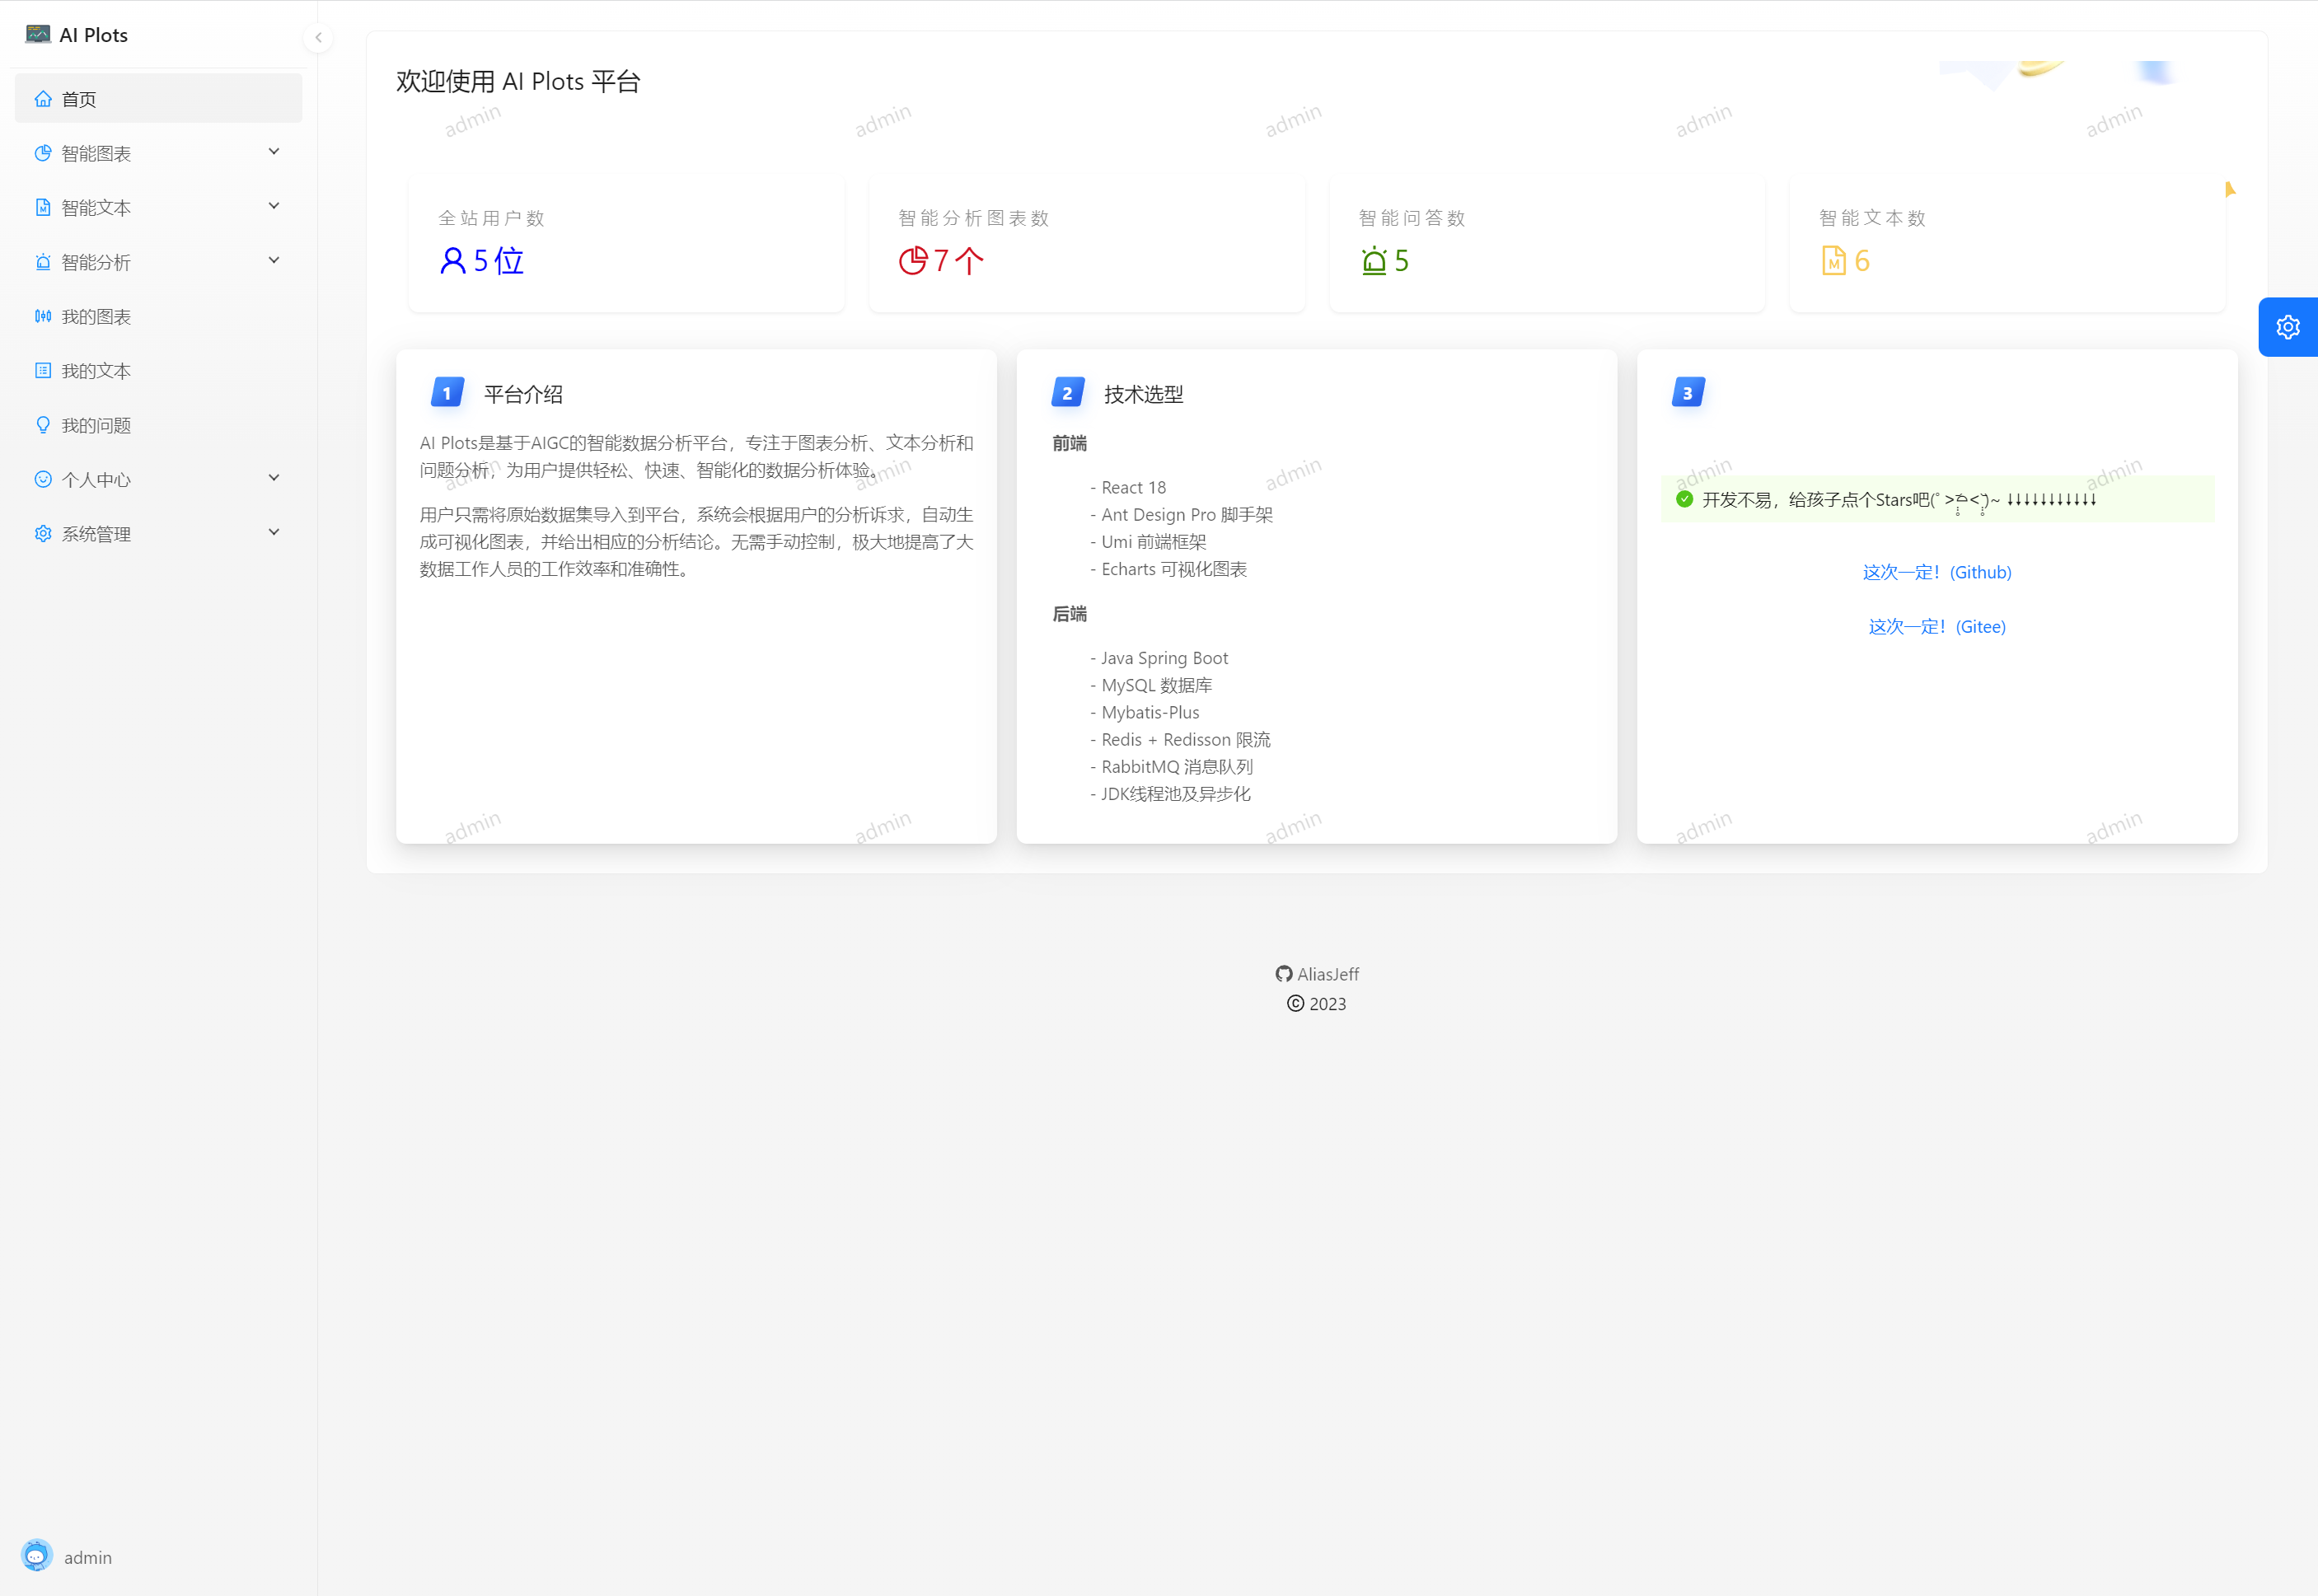 AI Plots
首页
智能图表
智能文本
智能分析
我的图表
我的文本
我的问题
个人中心
系统管理
admin
欢迎使用 AI Plots 平台
admin admin admin admin admin
全站用户数
5 位
智能分析图表数
7 个
智能问答数
5
智能文本数
6
1 平台介绍
AI Plots是基于AIGC的智能数据分析平台，专注于图表分析、文本分析和
问题分析，为用户提供轻松、快速、智能化的数据分析体验。
用户只需将原始数据集导入到平台，系统会根据用户的分析诉求，自动生
成可视化图表，并给出相应的分析结论。无需手动控制，极大地提高了大
数据工作人员的工作效率和准确性。
2 技术选型
前端
- React 18
- Ant Design Pro 脚手架
- Umi 前端框架
- Echarts 可视化图表
后端
- Java Spring Boot
- MySQL 数据库
- Mybatis-Plus
- Redis + Redisson 限流
- RabbitMQ 消息队列
- JDK线程池及异步化
3
开发不易，给孩子点个Stars吧
↓↓↓↓↓↓↓↓↓↓↓
这次一定！(Github)
这次一定！(Gitee)
admin admin admin admin admin
admin admin admin admin admin
AliasJeff
© 2023